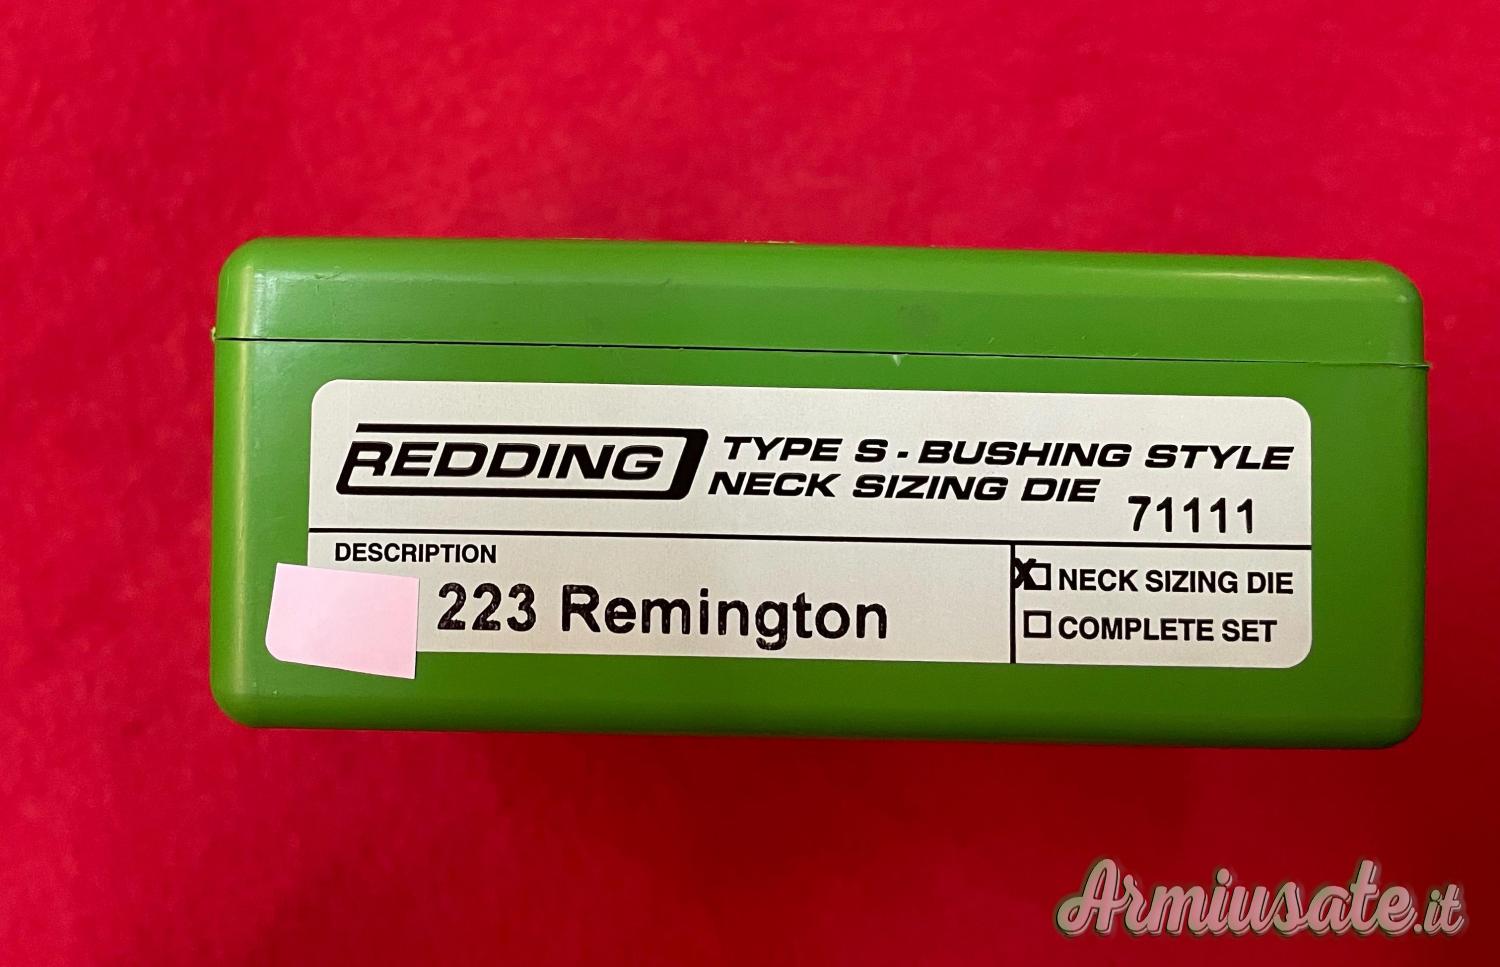 REDDING
TYPE S - BUSHING STYLE
NECK SIZING DIE
71111
DESCRIPTION
223 Remington
X NECK SIZING DIE
COMPLETE SET
Armiusate.it